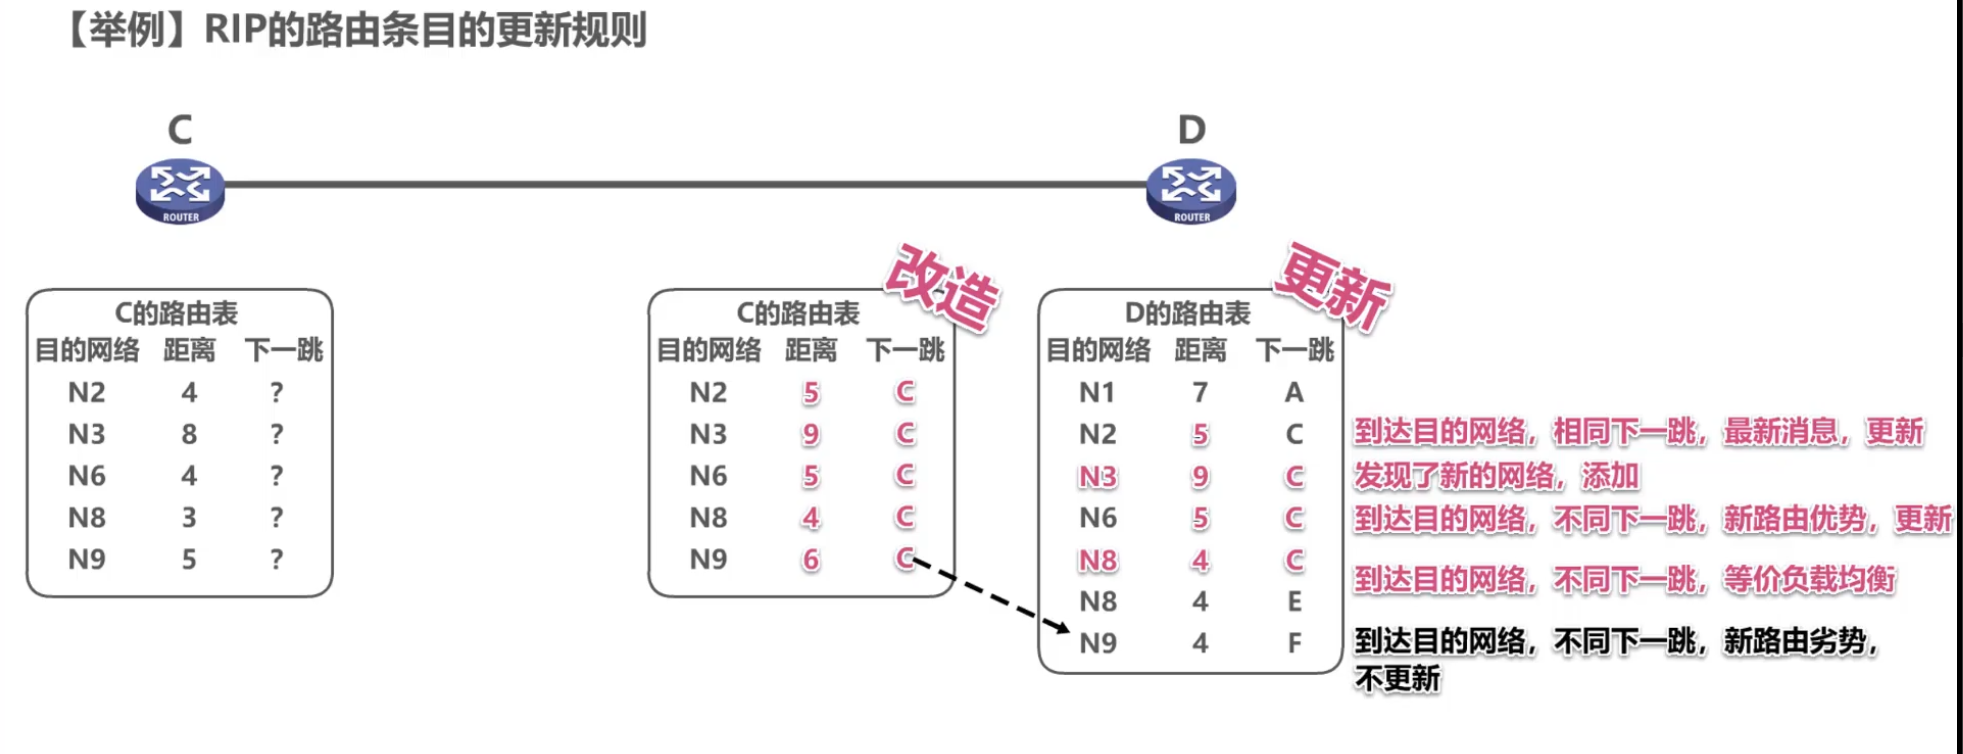 【举例】RIP的路由条目的更新规则
C
D
ROUTER
ROUTER
改造
更新
C的路由表
目的网络 距离 下一跳
N2 4 ?
N3 8 ?
N6 4 ?
N8 3 ?
N9 5 ?
C的路由表
目的网络 距离 下一跳
N2 5 C
N3 9 C
N6 5 C
N8 4 C
N9 6 C
D的路由表
目的网络 距离 下一跳
N1 7 A
N2 5 C
N3 9 C
N6 5 C
N8 4 C
N8 4 E
N9 4 F
到达目的网络，相同下一跳，最新消息，更新
发现了新的网络，添加
到达目的网络，不同下一跳，新路由优势，更新
到达目的网络，不同下一跳，等价负载均衡
到达目的网络，不同下一跳，新路由劣势，
不更新